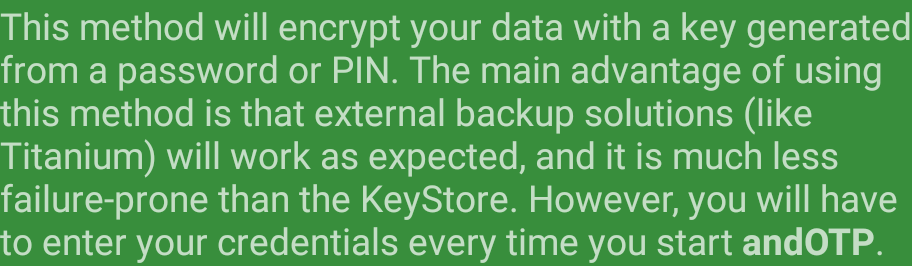 This method will encrypt your data with a key generated
from a password or PIN. The main advantage of using
this method is that external backup solutions (like
Titanium) will work as expected, and it is much less
failure-prone than the KeyStore. However, you will have
to enter your credentials every time you start andOTP.